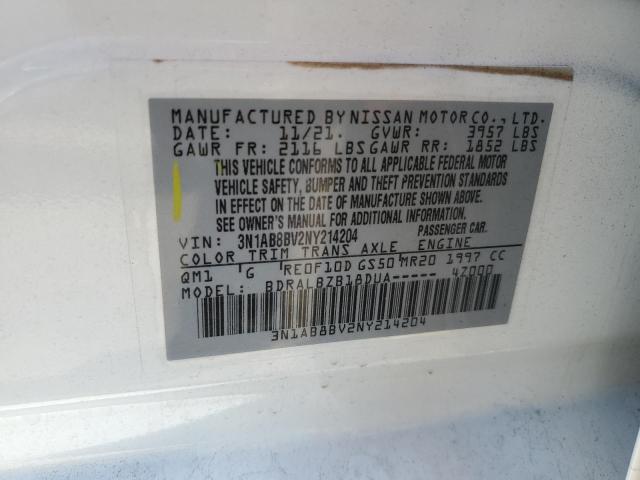 MANUFACTURED BY NISSAN MOTOR CO., LTD.
DATE: 11/21. GVWR: 3957 LBS
GAWR FR: 2116 LBS GAWR RR: 1852 LBS
THIS VEHICLE CONFORMS TO ALL APPLICABLE FEDERAL MOTOR
VEHICLE SAFETY, BUMPER AND THEFT PREVENTION STANDARDS
IN EFFECT ON THE DATE OF MANUFACTURE SHOWN ABOVE.
SEE OWNER'S MANUAL FOR ADDITIONAL INFORMATION.
VIN: 3N1AB8BV2NY214204 PASSENGER CAR.
COLOR TRIM TRANS AXLE ENGINE
QM1 G RE0F10D GS50 MR20 1997 CC
MODEL: BDRALBZB18DUA----- 4Z000
3N1AB8BV2NY214204